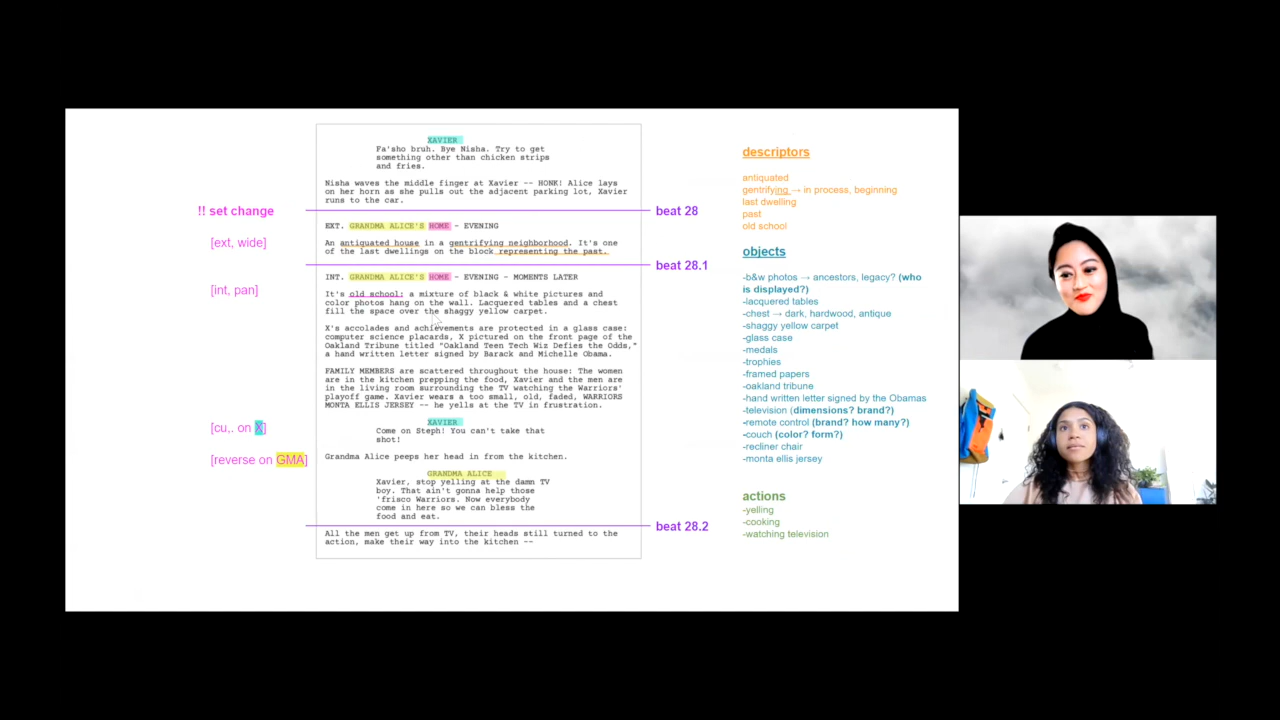 XAVIER
Fa'sho bruh. Bye Nisha. Try to get
something other than chicken strips
and fries.
Nisha waves the middle finger at Xavier -- HONK! Alice lays
on her horn as she pulls out the adjacent parking lot, Xavier
runs to the car.
!! set change
beat 28
EXT. GRANDMA ALICE'S HOME - EVENING
[ext, wide]
An antiquated house in a gentrifying neighborhood. It's one
of the last dwellings on the block representing the past.
beat 28.1
INT. GRANDMA ALICE'S HOME - EVENING - MOMENTS LATER
[int, pan]
It's old school: a mixture of black & white pictures and
color photos hang on the wall. Lacquered tables and a chest
fill the space over the shaggy yellow carpet.
X's accolades and achievements are protected in a glass case:
computer science placards, X pictured on the front page of the
Oakland Tribune titled "Oakland Teen Tech Wiz Defies the Odds,"
a hand written letter signed by Barack and Michelle Obama.
FAMILY MEMBERS are scattered throughout the house: The women
are in the kitchen prepping the food, Xavier and the men are
in the living room surrounding the TV watching the Warriors'
playoff game. Xavier wears a too small, old, faded, WARRIORS
MONTA ELLIS JERSEY -- he yells at the TV in frustration.
[cu,. on X]
XAVIER
Come on Steph! You can't take that
shot!
[reverse on GMA]
Grandma Alice peeps her head in from the kitchen.
GRANDMA ALICE
Xavier, stop yelling at the damn TV
boy. That ain't gonna help those
'frisco Warriors. Now everybody
come in here so we can bless the
food and eat.
beat 28.2
All the men get up from TV, their heads still turned to the
action, make their way into the kitchen --
descriptors
antiquated
gentrifying → in process, beginning
last dwelling
past
old school
objects
-b&w photos → ancestors, legacy? (who
is displayed?)
-lacquered tables
-chest → dark, hardwood, antique
-shaggy yellow carpet
-glass case
-medals
-trophies
-framed papers
-oakland tribune
-hand written letter signed by the Obamas
-television (dimensions? brand?)
-remote control (brand? how many?)
-couch (color? form?)
-recliner chair
-monta ellis jersey
actions
-yelling
-cooking
-watching television